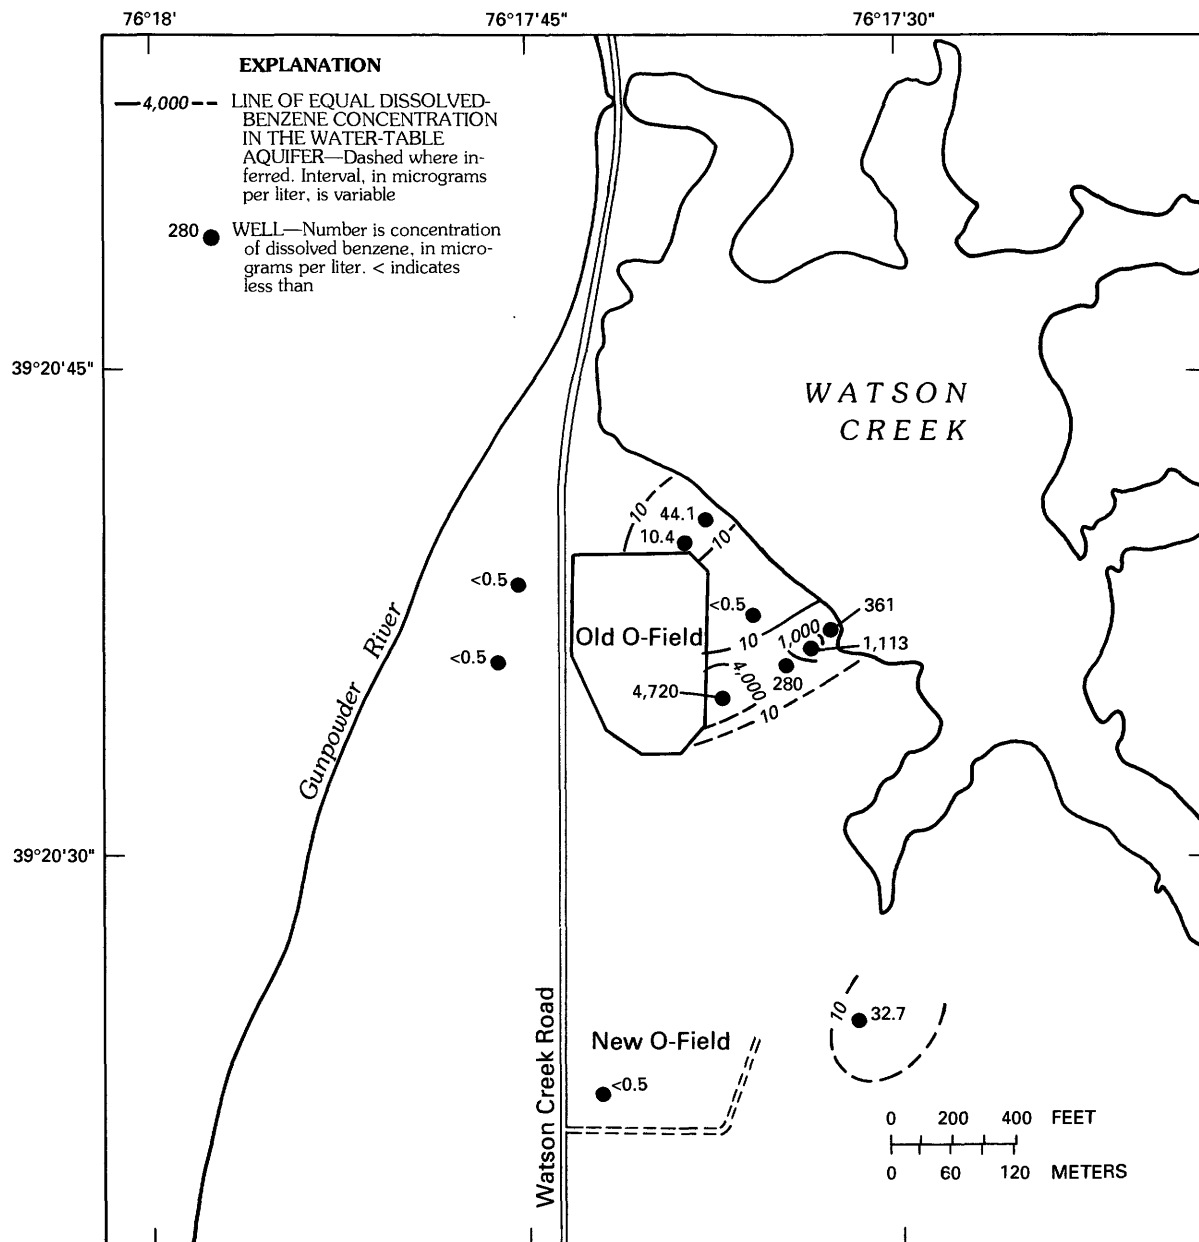 76°18'
76°17'45"
76°17'30"
EXPLANATION
4,000
LINE OF EQUAL DISSOLVED-
BENZENE CONCENTRATION
IN THE WATER-TABLE
AQUIFER—Dashed where in-
ferred. Interval, in micrograms
per liter, is variable
280
WELL—Number is concentration
of dissolved benzene, in micro-
grams per liter. < indicates
less than
39°20'45"
WATSON
CREEK
10
44.1
10.4
10
<0.5
<0.5
361
Old O-Field
10
1,000
1,113
<0.5
4,720
4,000
280
10
Gunpowder River
39°20'30"
Watson Creek Road
10
32.7
New O-Field
<0.5
0 200 400 FEET
0 60 120 METERS